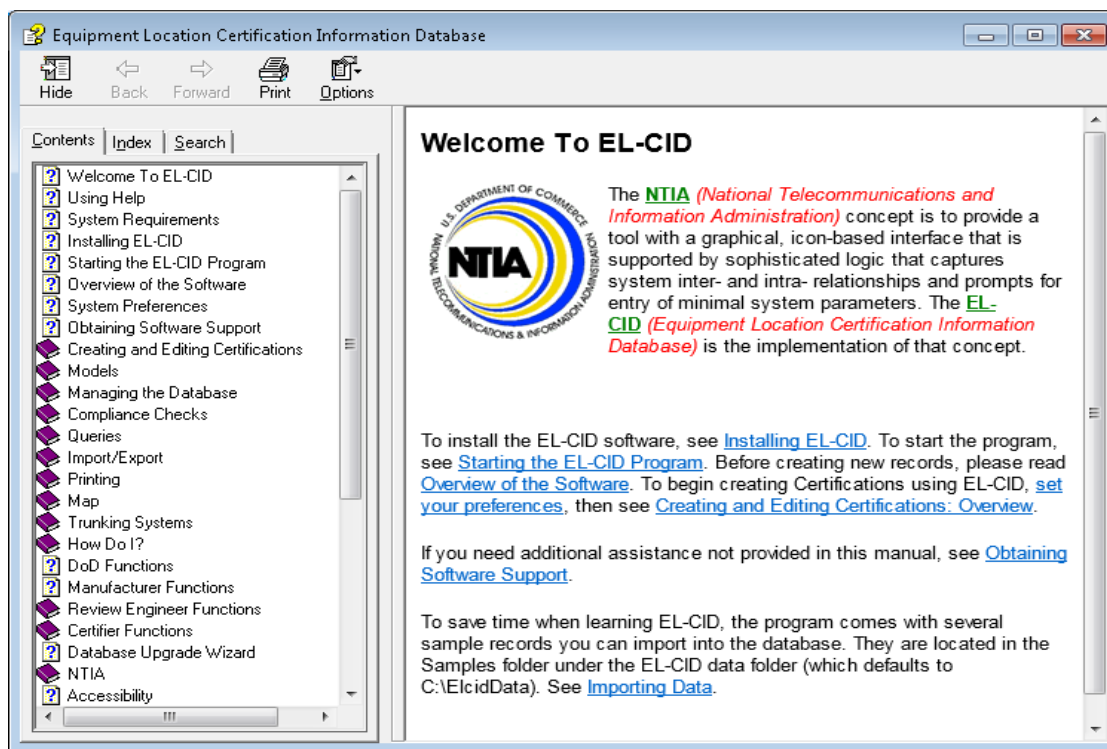 Equipment Location Certification Information Database
Hide
Back
Forward
Print
Options
Contents
Index
Search
Welcome To EL-CID
Using Help
System Requirements
Installing EL-CID
Starting the EL-CID Program
Overview of the Software
System Preferences
Obtaining Software Support
Creating and Editing Certifications
Models
Managing the Database
Compliance Checks
Queries
Import/Export
Printing
Map
Trunking Systems
How Do I?
DoD Functions
Manufacturer Functions
Review Engineer Functions
Certifier Functions
Database Upgrade Wizard
NTIA
Accessibility
Welcome To EL-CID
U.S. DEPARTMENT OF COMMERCE
NATIONAL TELECOMMUNICATIONS & INFORMATION ADMINISTRATION
NTIA
The NTIA (National Telecommunications and
Information Administration) concept is to provide a
tool with a graphical, icon-based interface that is
supported by sophisticated logic that captures
system inter- and intra- relationships and prompts for
entry of minimal system parameters. The EL-
CID (Equipment Location Certification Information
Database) is the implementation of that concept.
To install the EL-CID software, see Installing EL-CID. To start the program,
see Starting the EL-CID Program. Before creating new records, please read
Overview of the Software. To begin creating Certifications using EL-CID, set
your preferences, then see Creating and Editing Certifications: Overview.
If you need additional assistance not provided in this manual, see Obtaining
Software Support.
To save time when learning EL-CID, the program comes with several
sample records you can import into the database. They are located in the
Samples folder under the EL-CID data folder (which defaults to
C:\ElcidData). See Importing Data.